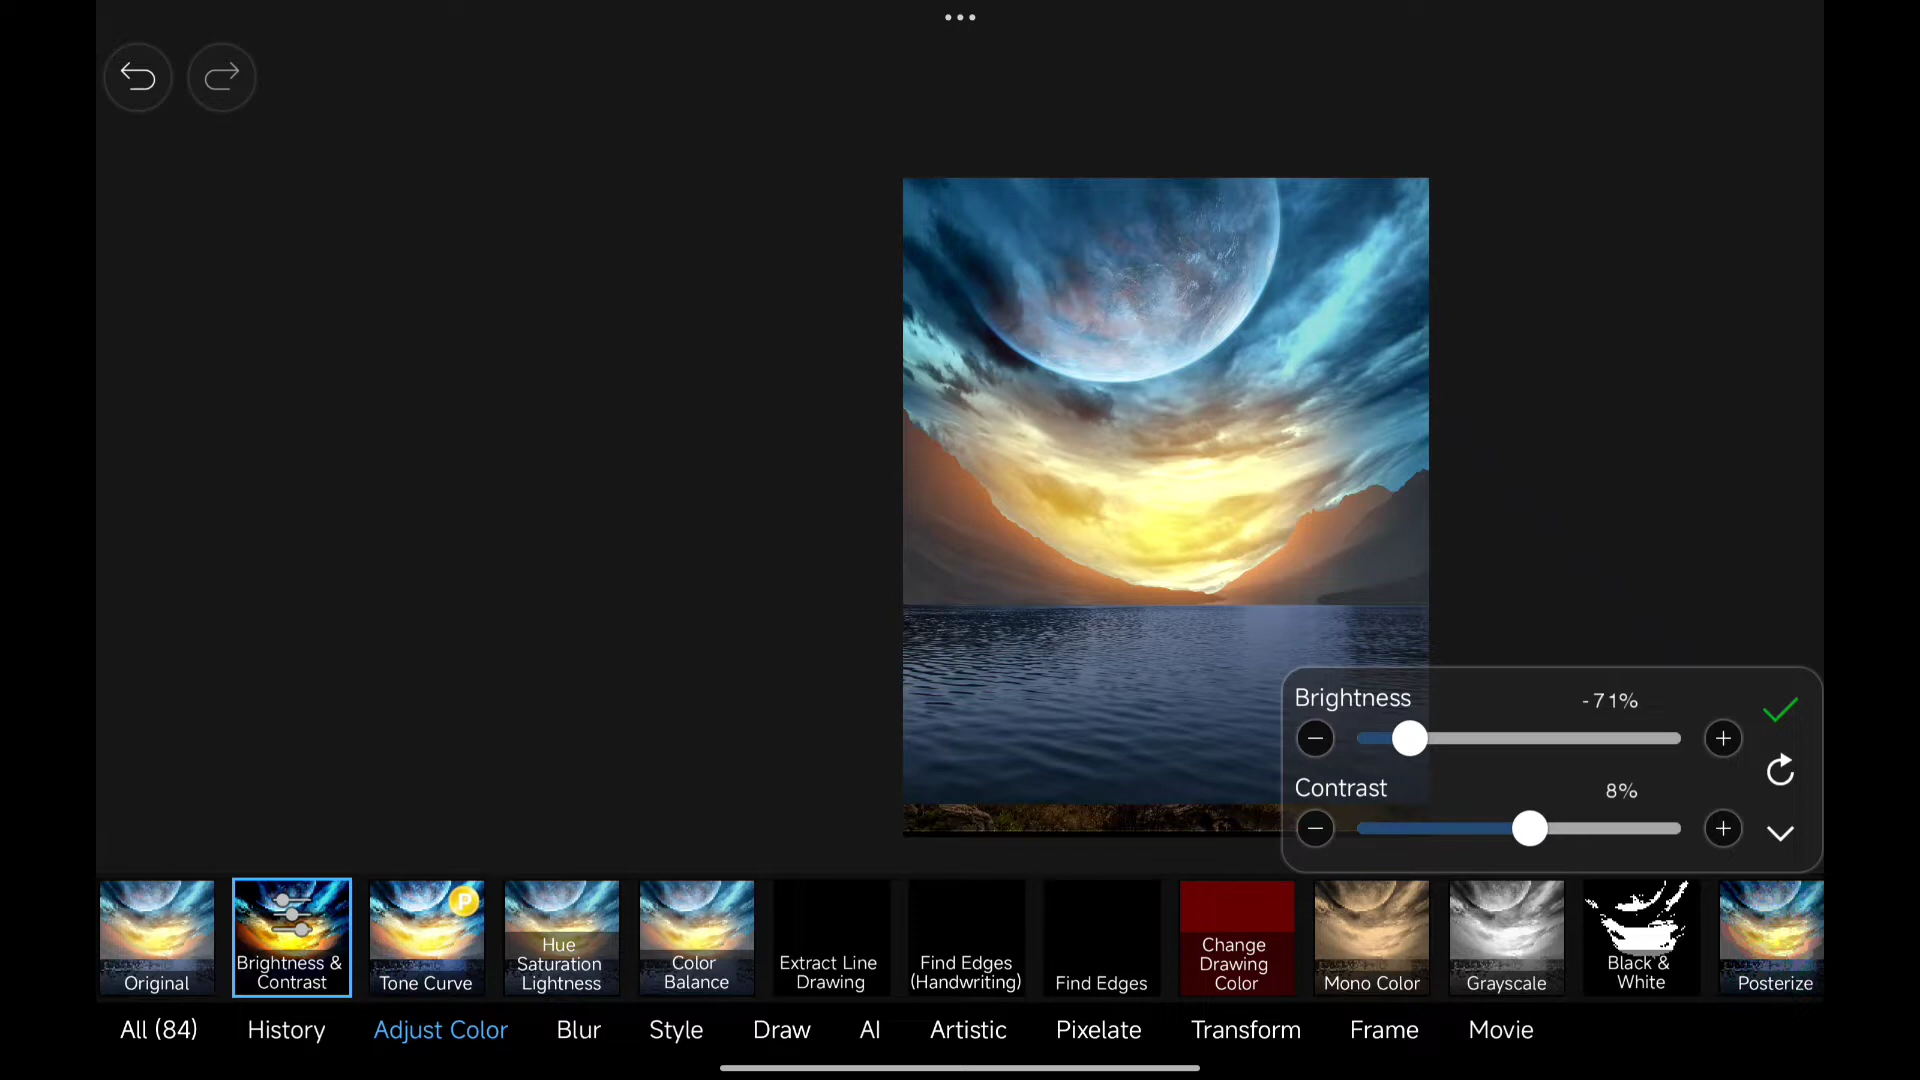 Brightness
-71%
Contrast
8%
Original
Brightness &
Contrast
P
Tone Curve
Hue
Saturation
Lightness
Color
Balance
Extract Line
Drawing
Find Edges
(Handwriting)
Find Edges
Change
Drawing
Color
Mono Color
Grayscale
Black &
White
Posterize
All (84) History Adjust Color Blur Style Draw AI Artistic Pixelate Transform Frame Movie